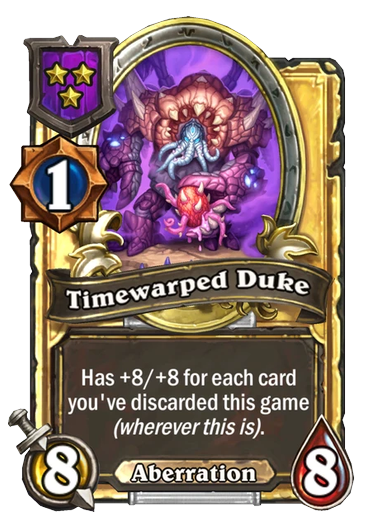 1
Timewarped Duke
Has +8/+8 for each card
you've discarded this game
(wherever this is).
8
Aberration
8